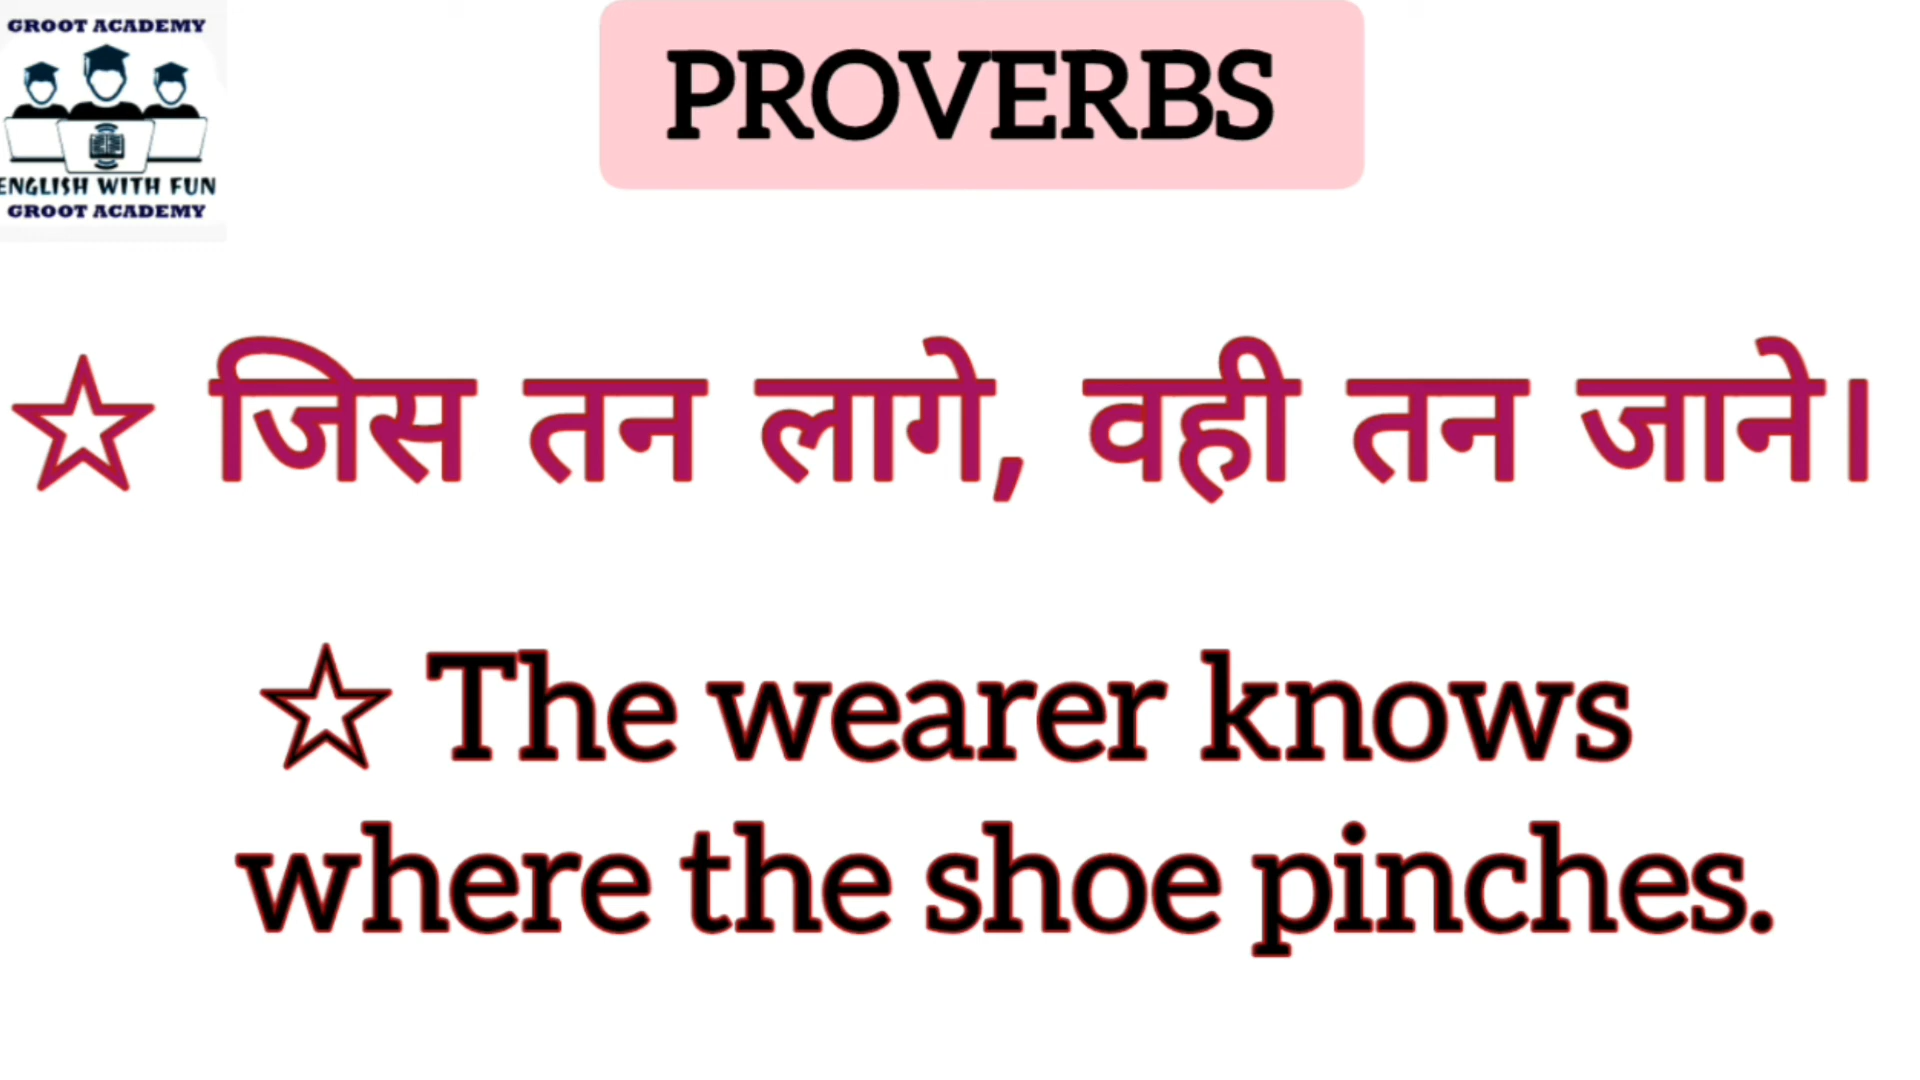 GROOT ACADEMY
ENGLISH WITH FUN
GROOT ACADEMY
PROVERBS
☆ जिस तन लागे, वही तन जाने।
☆ The wearer knows
where the shoe pinches.